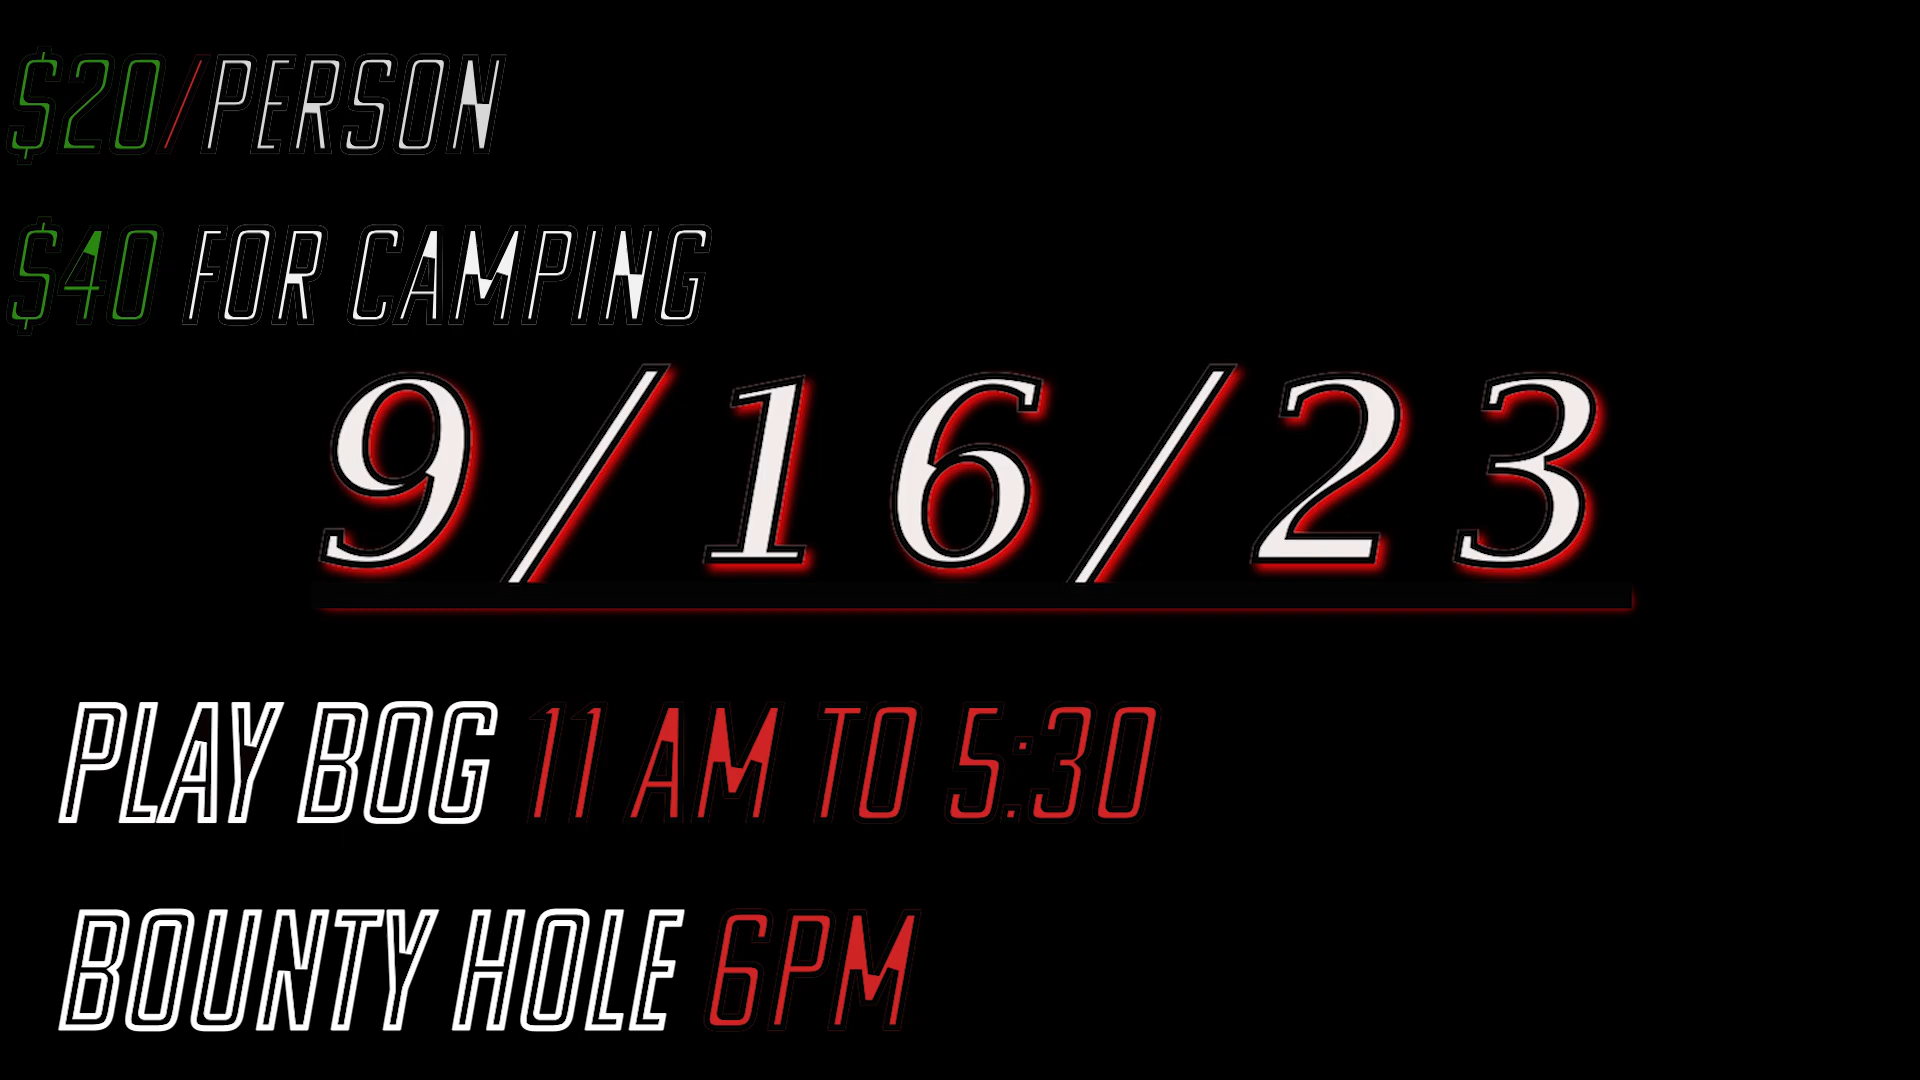 $20/PERSON
$40 FOR CAMPING
9/16/23
PLAY BOG 11 AM TO 5:30
BOUNTY HOLE 6PM